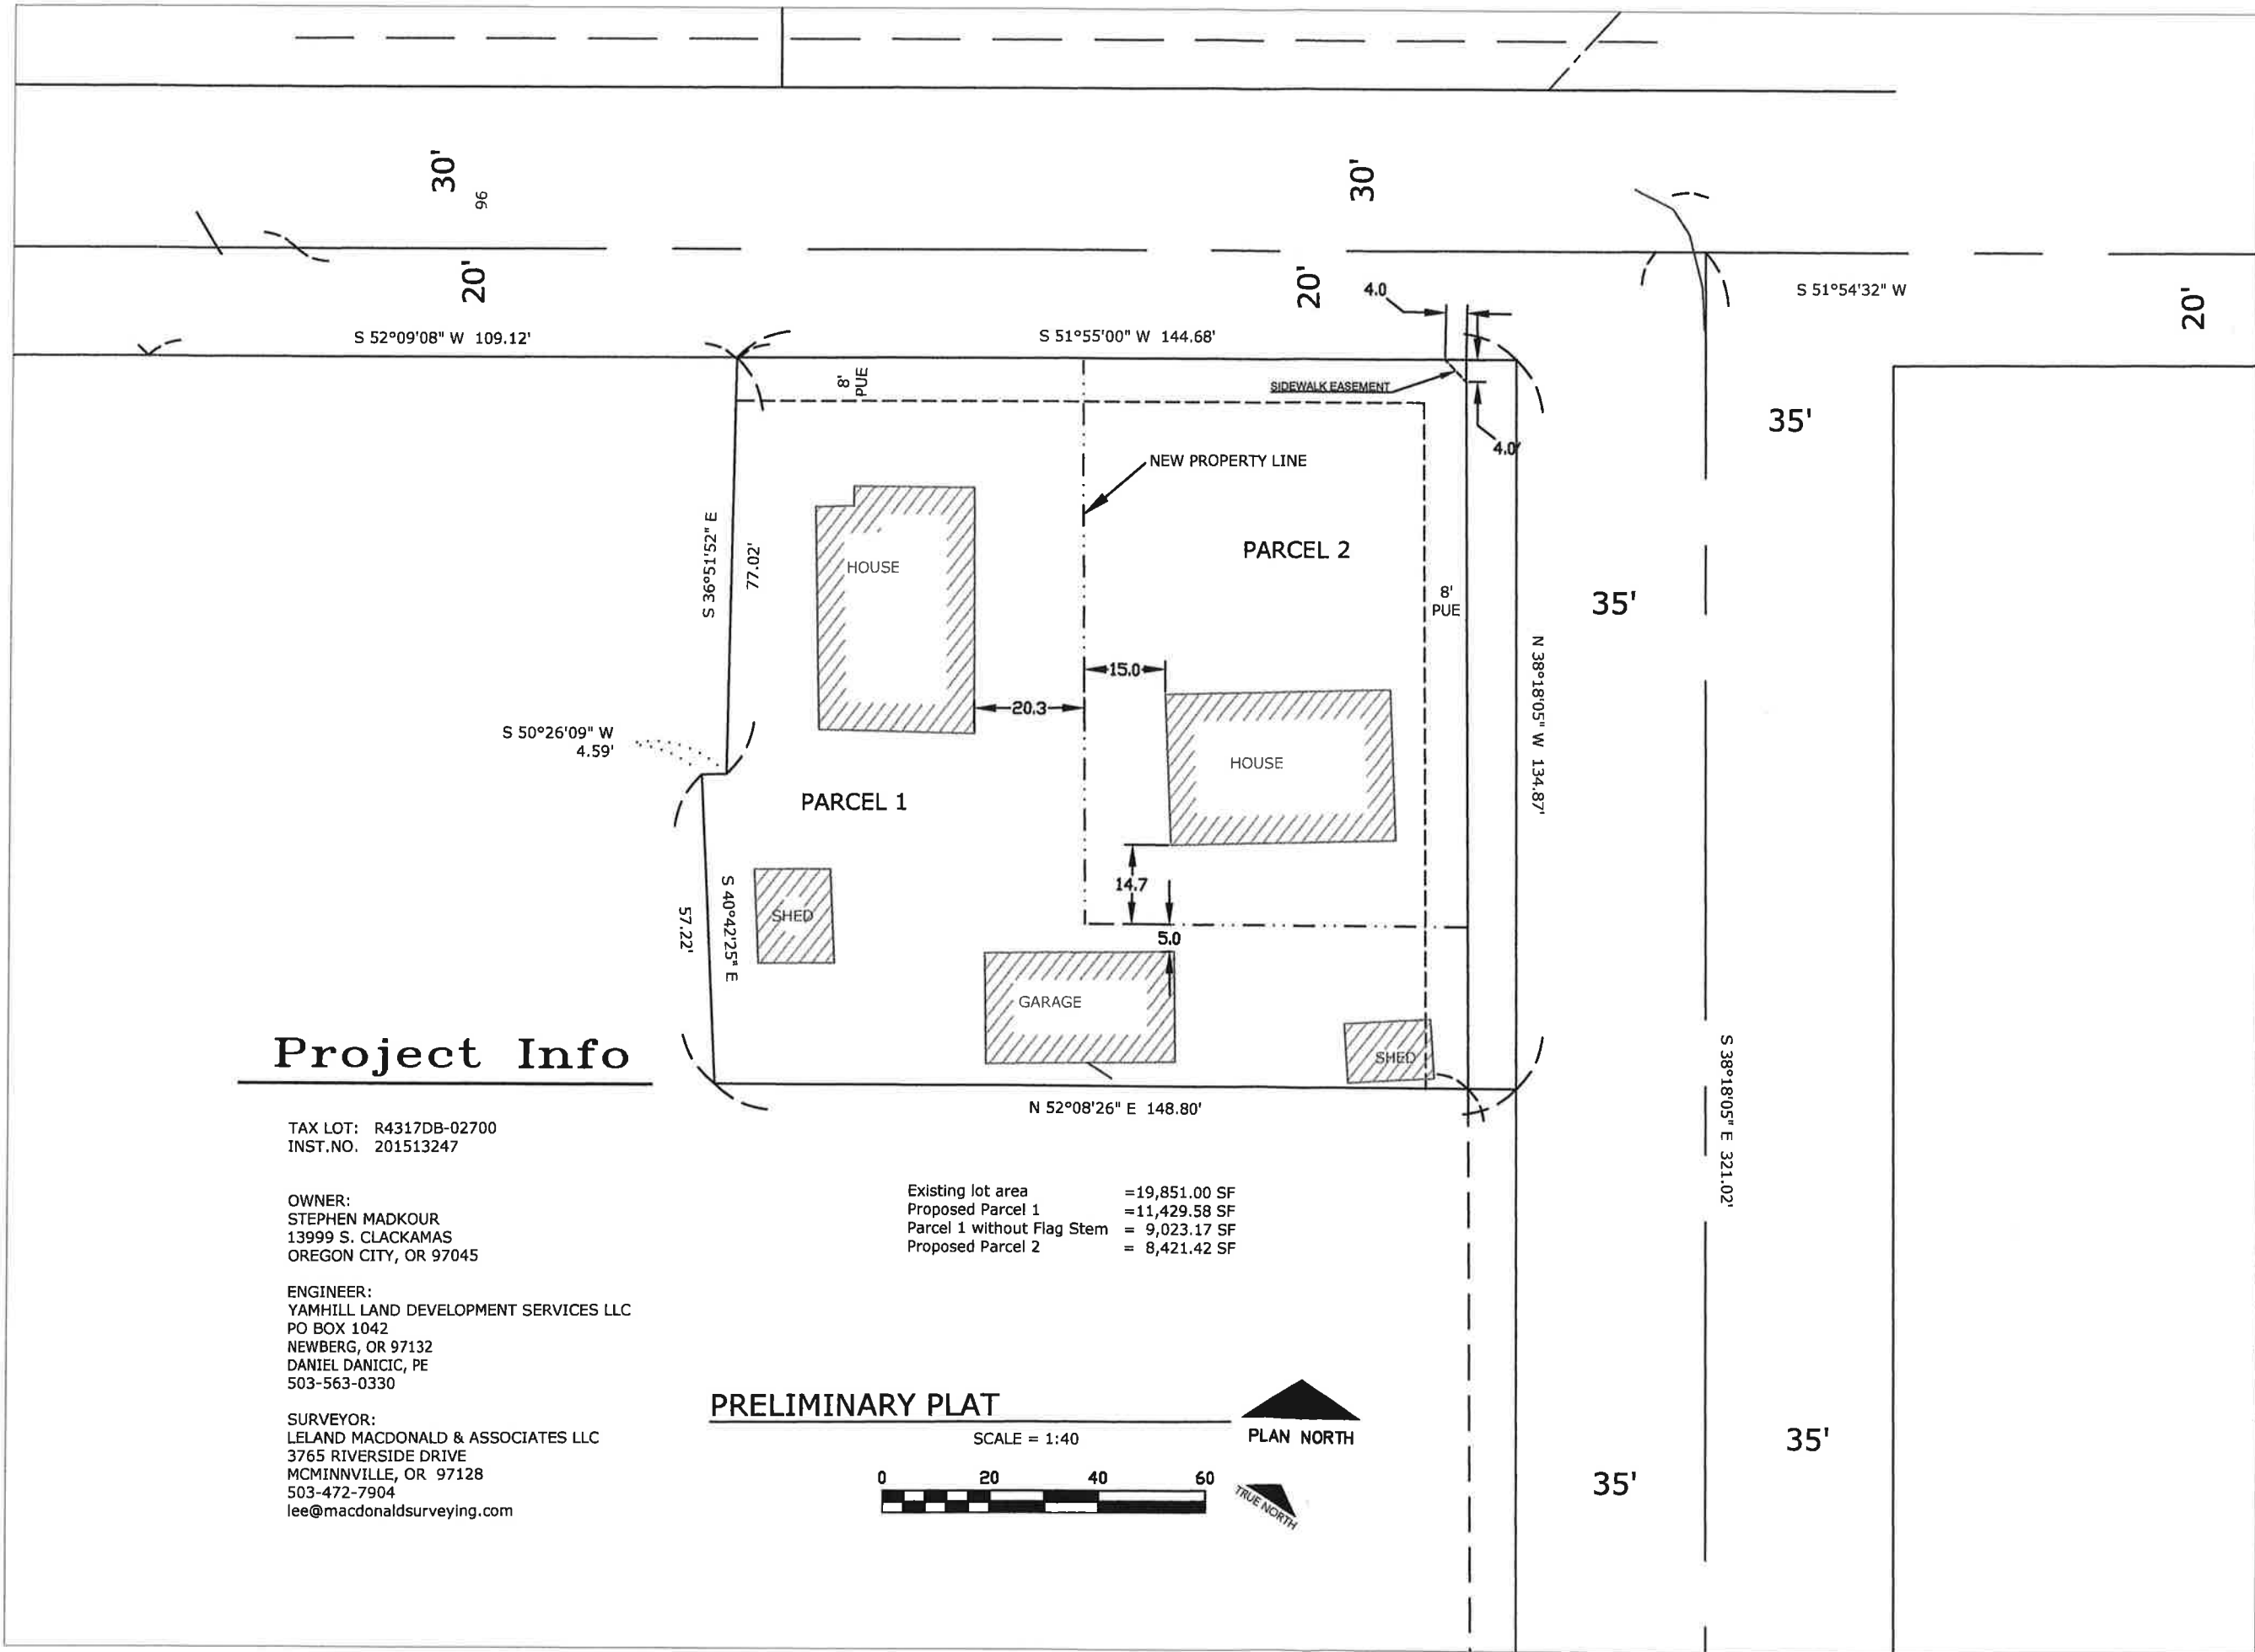 30'
96
30'
20'
20'
4.0
S 51°54'32" W
20'
S 52°09'08" W 109.12'
S 51°55'00" W 144.68'
8'
PUE
SIDEWALK EASEMENT
35'
4.0'
NEW PROPERTY LINE
S 36°51'52" E
77.02'
HOUSE
PARCEL 2
8'
PUE
35'
15.0
20.3
N 38°18'05" W 134.87'
S 50°26'09" W
4.59'
HOUSE
PARCEL 1
14.7
SHED
S 40°42'25" E
57.22'
5.0
GARAGE
SHED
Project Info
N 52°08'26" E 148.80'
S 38°18'05" E 321.02'
TAX LOT: R4317DB-02700
INST.NO. 201513247
OWNER:
STEPHEN MADKOUR
13999 S. CLACKAMAS
OREGON CITY, OR 97045
ENGINEER:
YAMHILL LAND DEVELOPMENT SERVICES LLC
PO BOX 1042
NEWBERG, OR 97132
DANIEL DANICIC, PE
503-563-0330
SURVEYOR:
LELAND MACDONALD & ASSOCIATES LLC
3765 RIVERSIDE DRIVE
MCMINNVILLE, OR 97128
503-472-7904
lee@macdonaldsurveying.com
Existing lot area =19,851.00 SF
Proposed Parcel 1 =11,429.58 SF
Parcel 1 without Flag Stem = 9,023.17 SF
Proposed Parcel 2 = 8,421.42 SF
PRELIMINARY PLAT
SCALE = 1:40
PLAN NORTH
0 20 40 60
TRUE NORTH
35'
35'